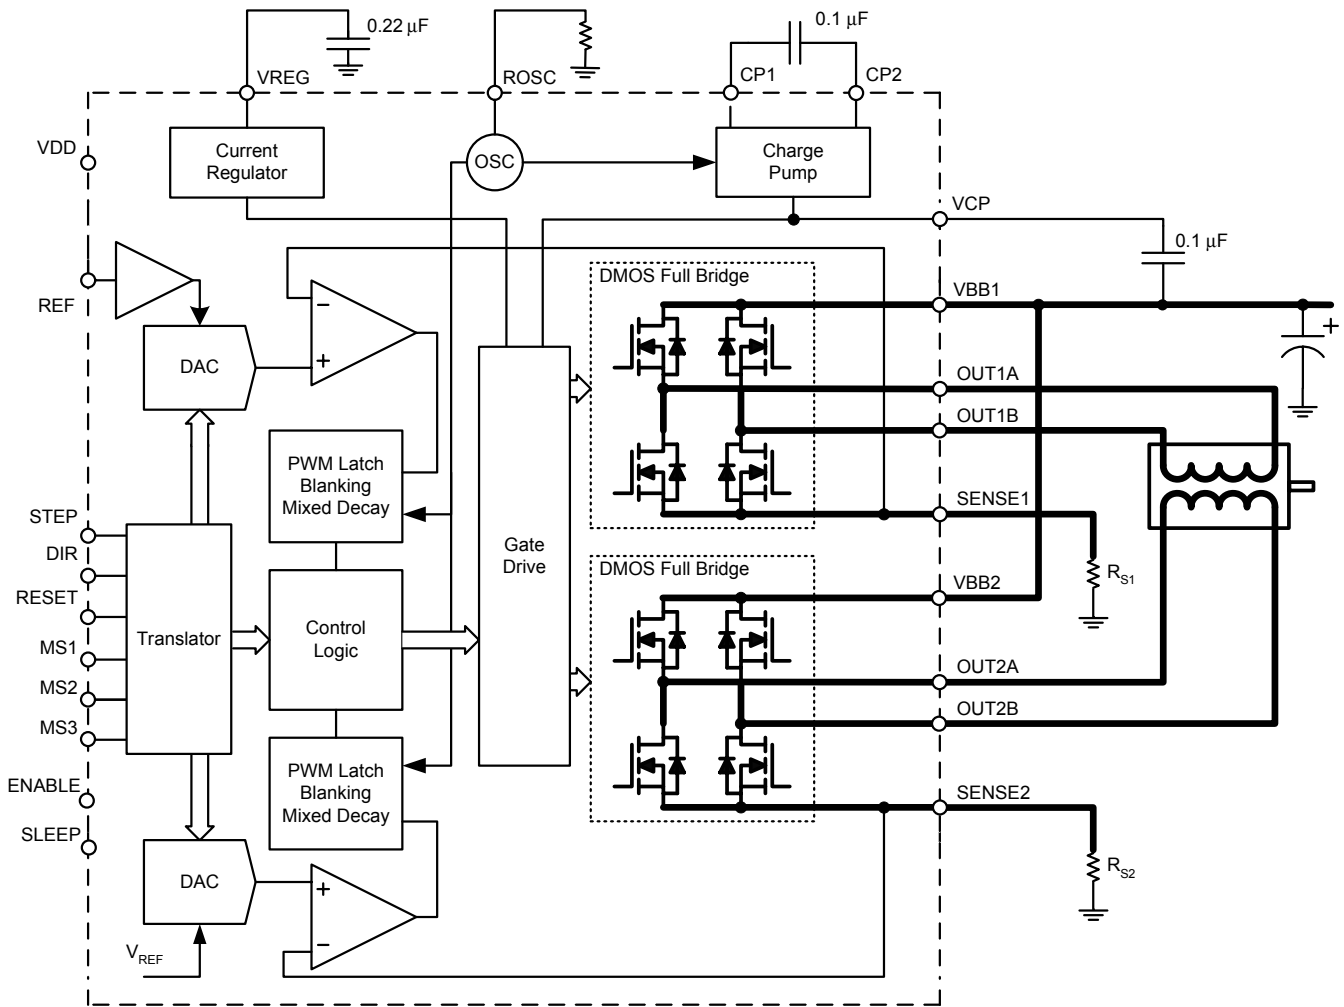 0.22 µF
0.1 µF
VREG
ROSC
CP1
CP2
VDD
Current
Regulator
OSC
Charge
Pump
VCP
0.1 µF
REF
DMOS Full Bridge
VBB1
+
DAC
−
+
OUT1A
OUT1B
PWM Latch
Blanking
Mixed Decay
SENSE1
STEP
DIR
RESET
MS1
MS2
MS3
Translator
Control
Logic
Gate
Drive
DMOS Full Bridge
RS1
VBB2
OUT2A
OUT2B
PWM Latch
Blanking
Mixed Decay
ENABLE
SLEEP
SENSE2
DAC
+
−
RS2
VREF